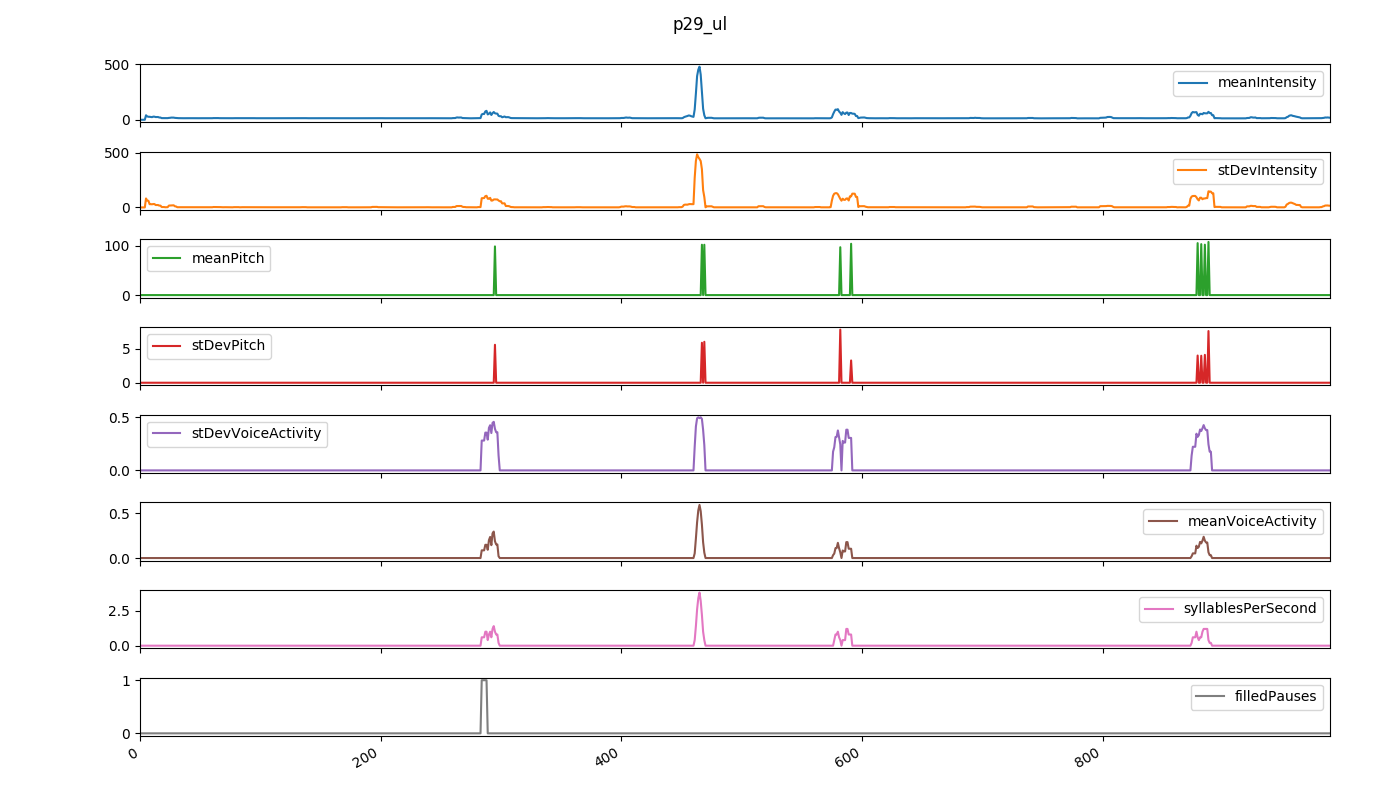 p29_ul
500
0
meanIntensity
500
0
stDevIntensity
100
0
meanPitch
5
0
stDevPitch
0.5
0.0
stDevVoiceActivity
0.5
0.0
meanVoiceActivity
2.5
0.0
syllablesPerSecond
1
0
filledPauses
0 200 400 600 800